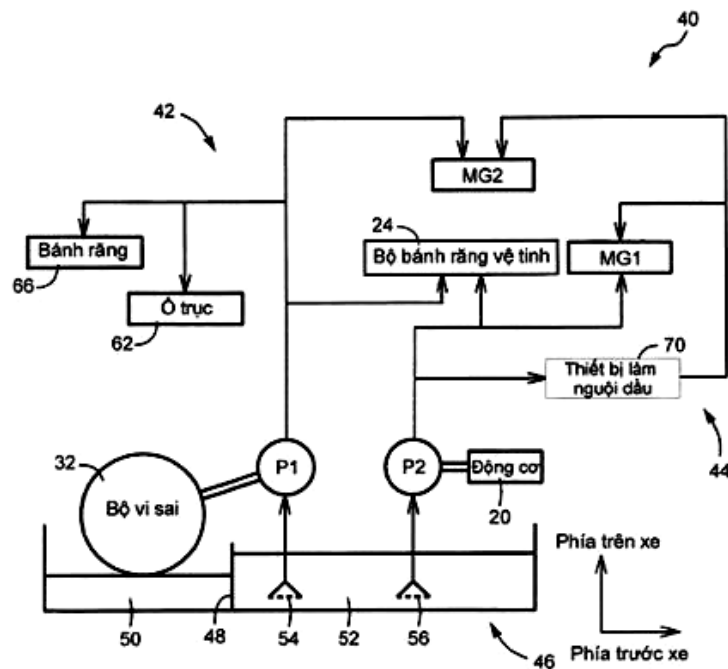 40
42
MG2
24
Bánh răng
66
Bộ bánh răng vệ tinh
MG1
Ổ trục
62
70
Thiết bị làm
nguội dầu
44
32
Bộ vi sai
P1
P2
Động cơ
20
Phía trên xe
50
48
54
52
56
46
Phía trước xe